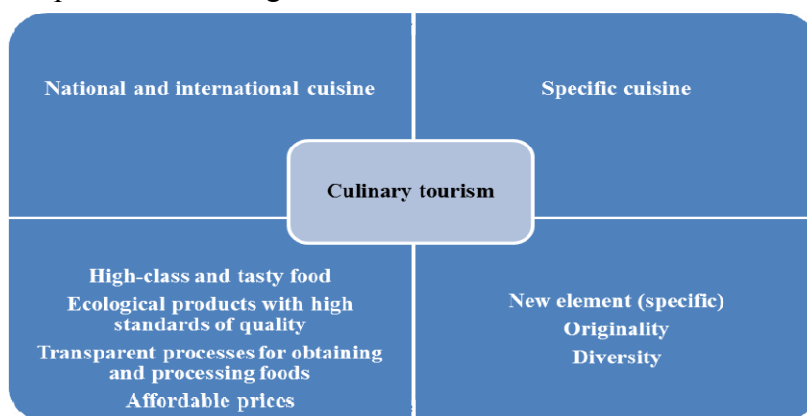 National and international cuisine
Specific cuisine
Culinary tourism
High-class and tasty food
Ecological products with high
standards of quality
Transparent processes for obtaining
and processing foods
Affordable prices
New element (specific)
Originality
Diversity